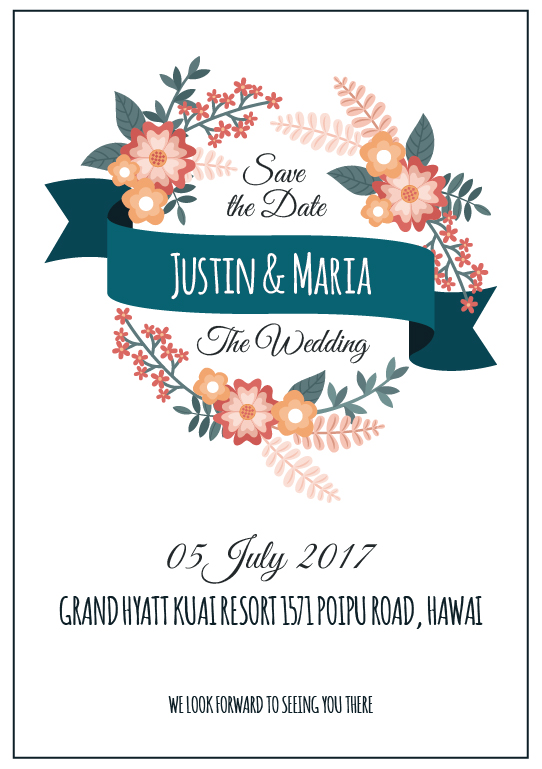 Save
the Date
Justin & Maria
The Wedding
05 July 2017
GRAND HYATT KUAI RESORT 1571 POIPU ROAD, HAWAI
WE LOOK FORWARD TO SEEING YOU THERE